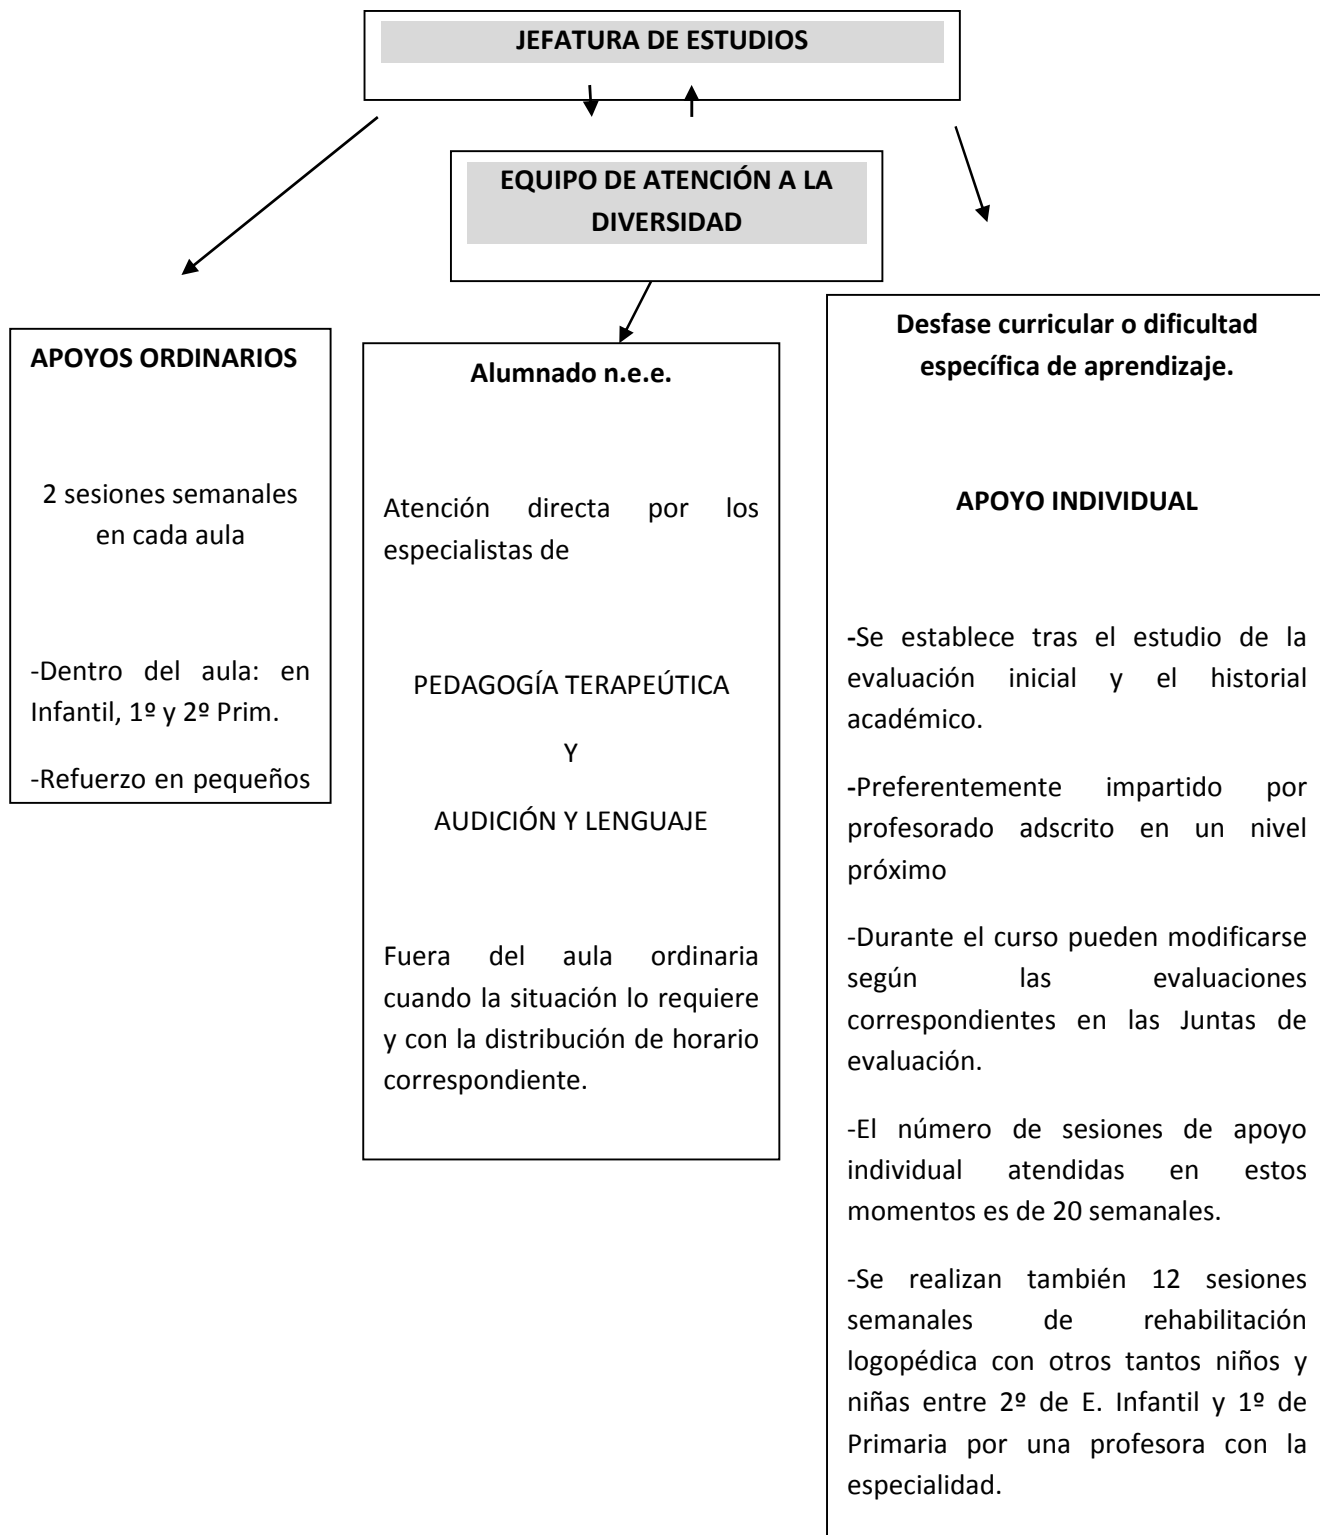 JEFATURA DE ESTUDIOS
EQUIPO DE ATENCIÓN A LA
DIVERSIDAD
APOYOS ORDINARIOS
2 sesiones semanales
en cada aula
-Dentro del aula: en
Infantil, 1º y 2º Prim.
-Refuerzo en pequeños
Alumnado n.e.e.
Atención directa por los
especialistas de
PEDAGOGÍA TERAPEÚTICA
Y
AUDICIÓN Y LENGUAJE
Fuera del aula ordinaria
cuando la situación lo requiere
y con la distribución de horario
correspondiente.
Desfase curricular o dificultad
específica de aprendizaje.
APOYO INDIVIDUAL
-Se establece tras el estudio de la
evaluación inicial y el historial
académico.
-Preferentemente impartido por
profesorado adscrito en un nivel
próximo
-Durante el curso pueden modificarse
según las evaluaciones
correspondientes en las Juntas de
evaluación.
-El número de sesiones de apoyo
individual atendidas en estos
momentos es de 20 semanales.
-Se realizan también 12 sesiones
semanales de rehabilitación
logopédica con otros tantos niños y
niñas entre 2º de E. Infantil y 1º de
Primaria por una profesora con la
especialidad.